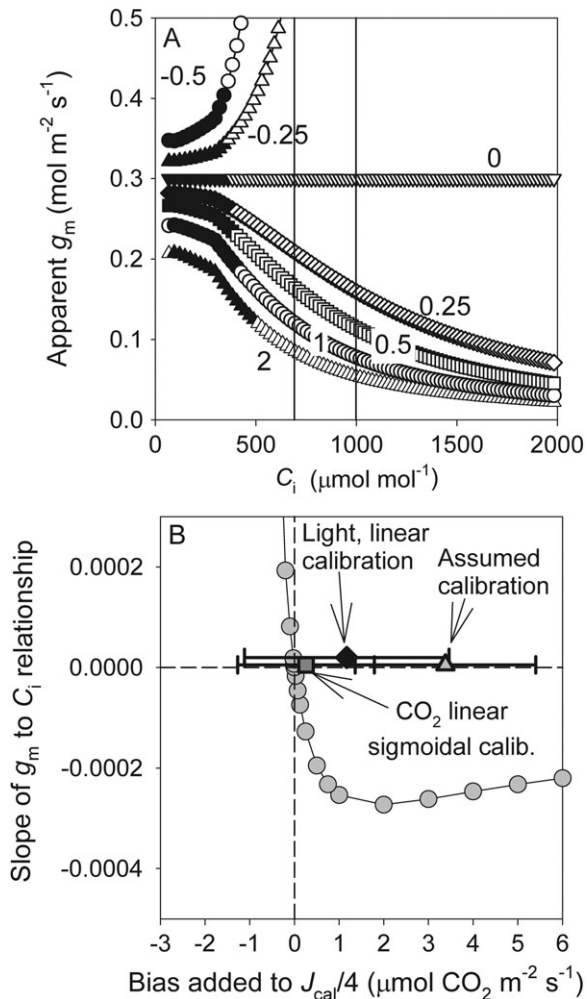 A
0.5
0.4
0.3
0.2
0.1
0.0
Apparent gm (mol m-2 s-1)
-0.5
-0.25
0
0.25
0.5
1
2
0 500 1000 1500 2000
Ci (μmol mol-1)
B
Light, linear
calibration
Assumed
calibration
CO2 linear
sigmoidal calib.
0.0002
0.0000
-0.0002
-0.0004
Slope of gm to Ci relationship
-3 -2 -1 0 1 2 3 4 5 6
Bias added to Jcal/4 (μmol CO2 m-2 s-1)